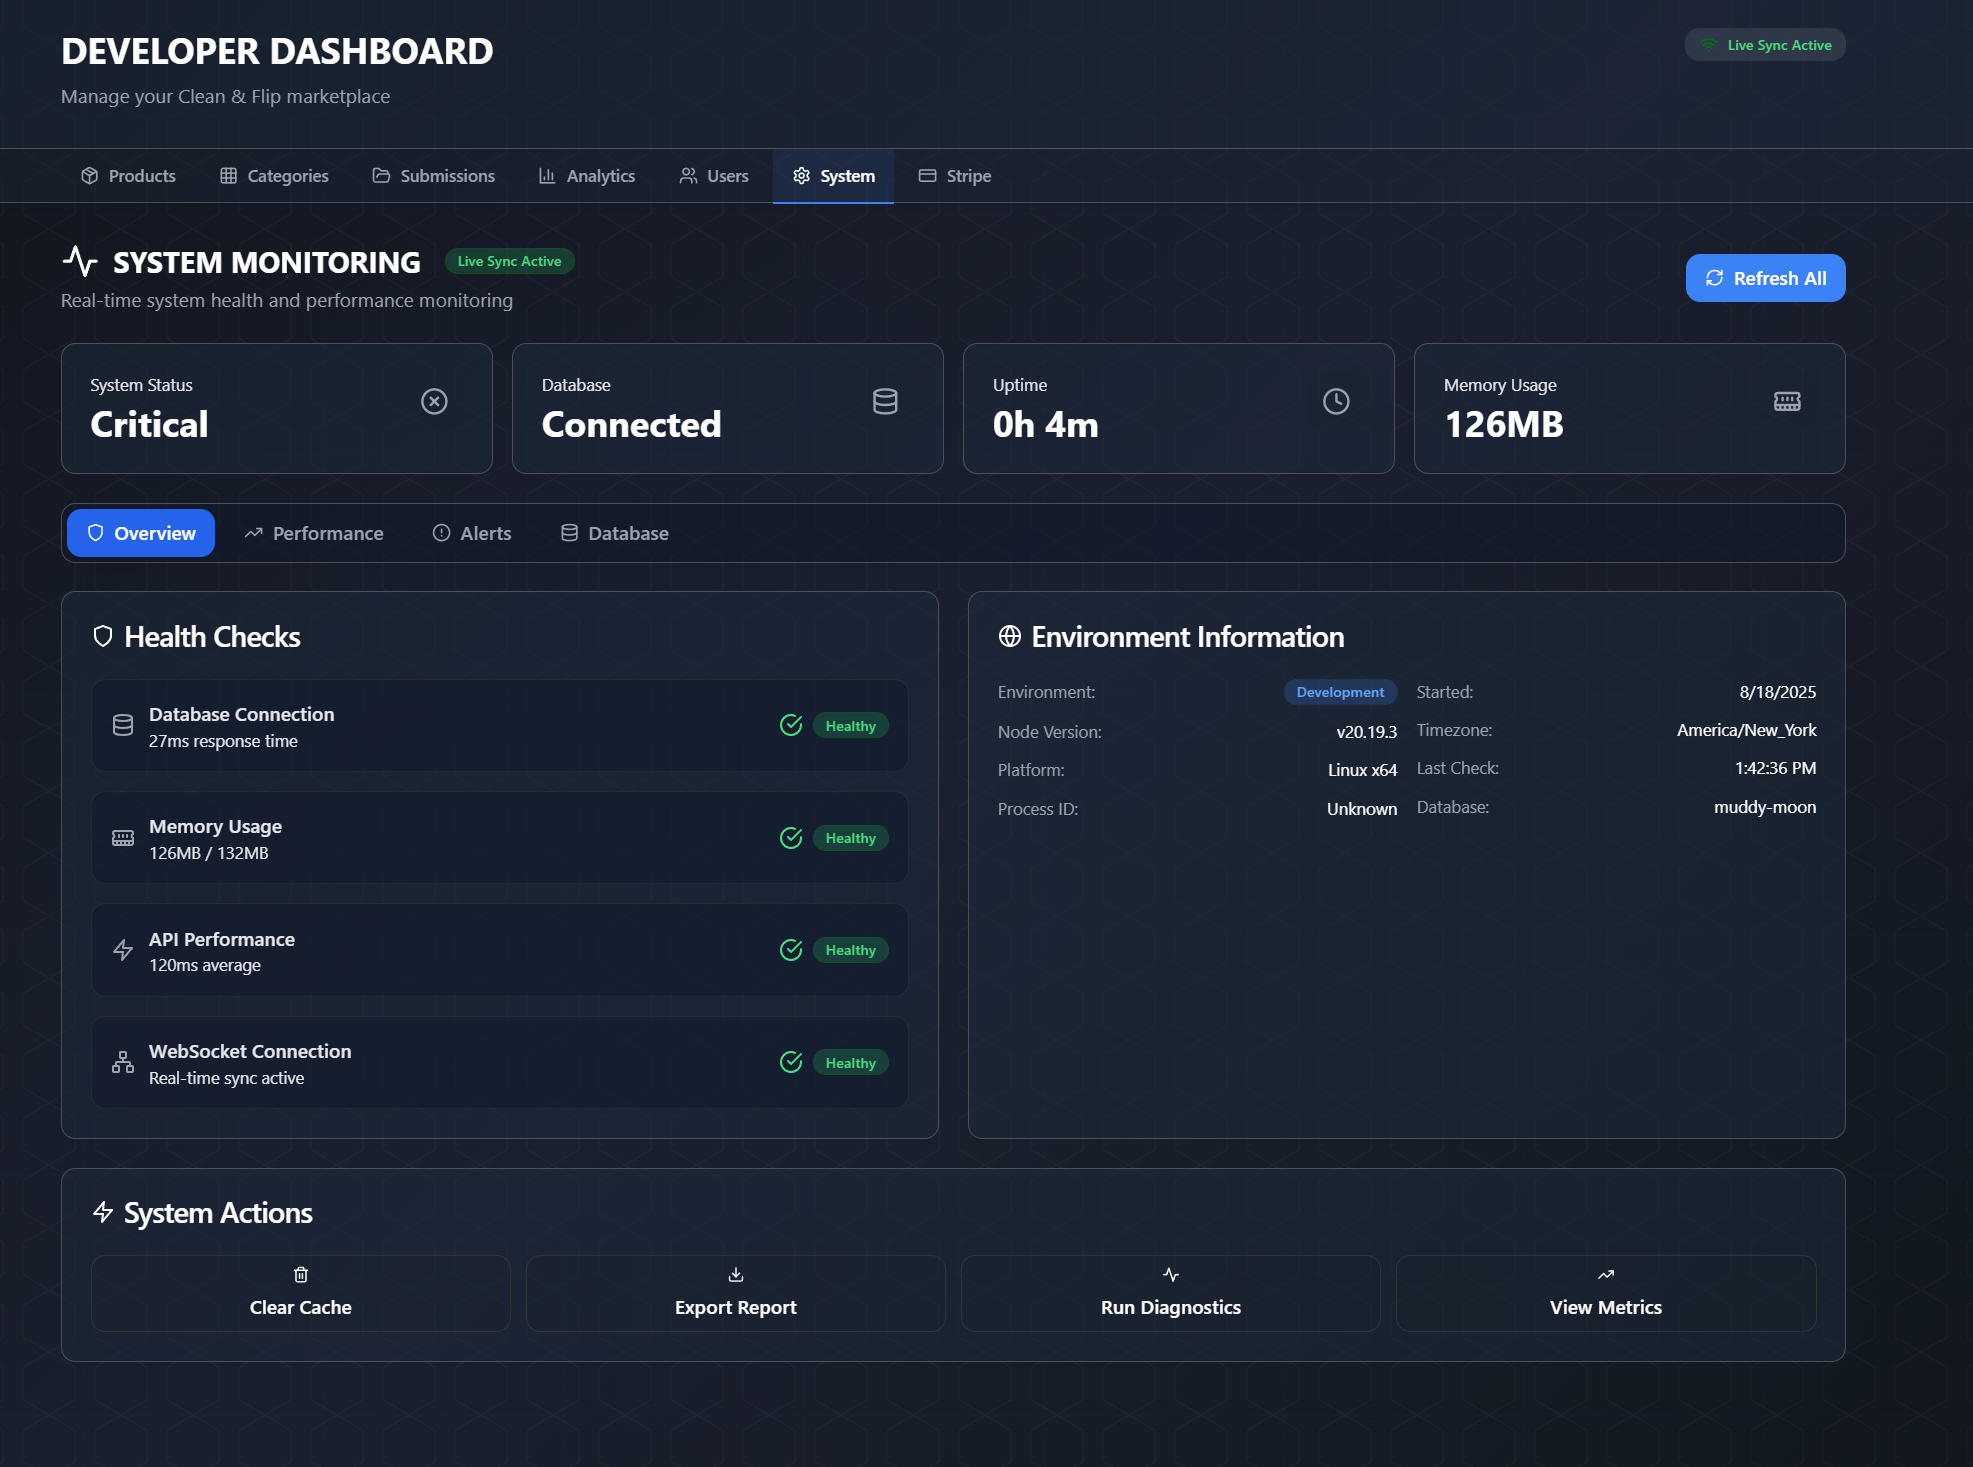 DEVELOPER DASHBOARD
Live Sync Active
Manage your Clean & Flip marketplace
Products
Categories
Submissions
Analytics
Users
System
Stripe
SYSTEM MONITORING
Live Sync Active
Real-time system health and performance monitoring
Refresh All
System Status
Critical
Database
Connected
Uptime
0h 4m
Memory Usage
126MB
Overview
Performance
Alerts
Database
Health Checks
Database Connection
27ms response time
Healthy
Memory Usage
126MB / 132MB
Healthy
API Performance
120ms average
Healthy
WebSocket Connection
Real-time sync active
Healthy
Environment Information
Environment: Development
Node Version: v20.19.3
Platform: Linux x64
Process ID: Unknown
Started: 8/18/2025
Timezone: America/New_York
Last Check: 1:42:36 PM
Database: muddy-moon
System Actions
Clear Cache
Export Report
Run Diagnostics
View Metrics